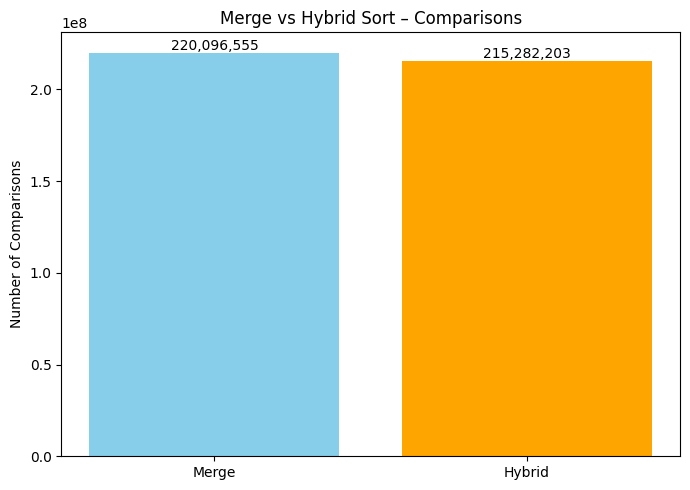 Merge vs Hybrid Sort – Comparisons
1e8
220,096,555
215,282,203
2.0
1.5
1.0
0.5
0.0
Number of Comparisons
Merge
Hybrid